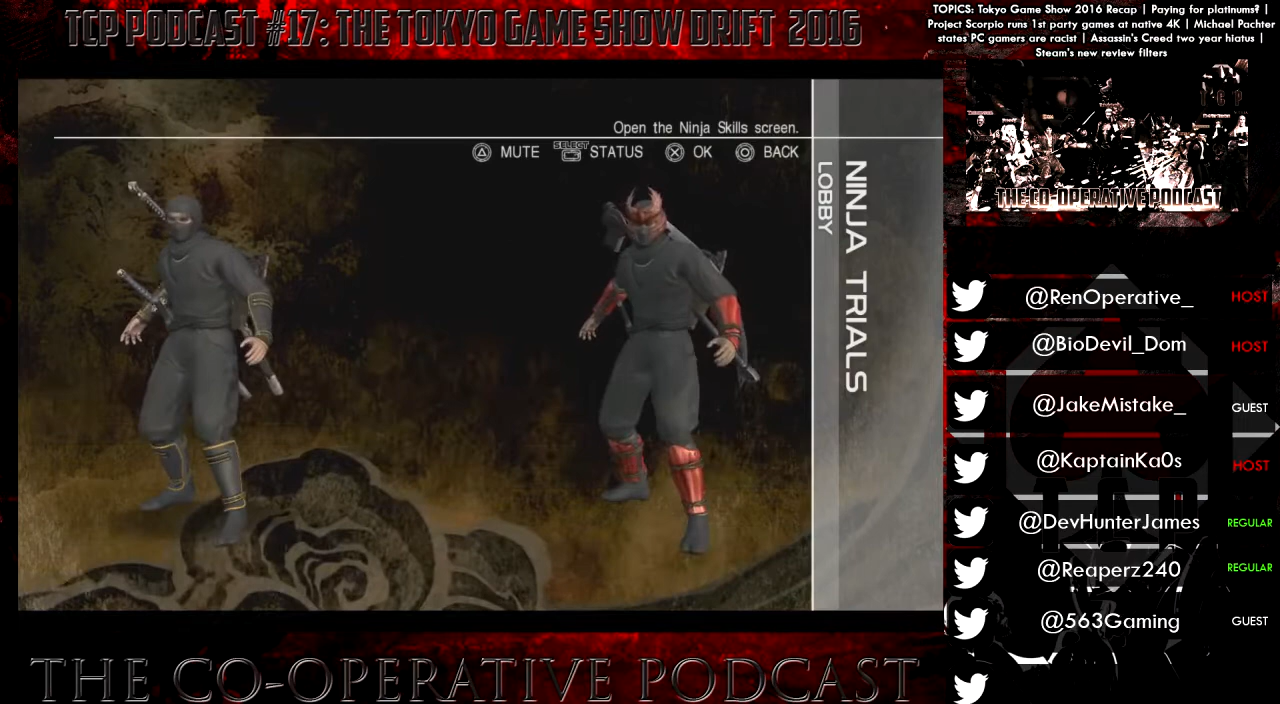 TCP PODCAST #17: THE TOKYO GAME SHOW DRIFT 2016
TOPICS: Tokyo Game Show 2016 Recap | Paying for platinums? |
Project Scorpio runs 1st party games at native 4K | Michael Pachter
states PC gamers are racist | Assassin's Creed two year hiatus |
Steam's new review filters
TCP
THE CO-OPERATIVE PODCAST
Open the Ninja Skills screen.
MUTE SELECT STATUS OK BACK
NINJA TRIALS
LOBBY
@RenOperative_ HOST
@BioDevil_Dom HOST
@JakeMistake_ GUEST
@KaptainKa0s HOST
@DevHunterJames REGULAR
@Reaperz240 REGULAR
@563Gaming GUEST
THE CO-OPERATIVE PODCAST